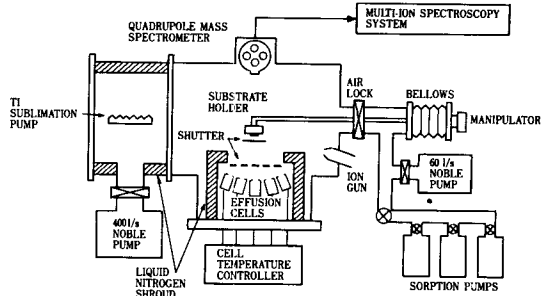 QUADRUPOLE MASS
SPECTROMETER
MULTI-ION SPECTROSCOPY
SYSTEM
TI
SUBLIMATION
PUMP
SUBSTRATE
HOLDER
AIR
LOCK
BELLOWS
MANIPULATOR
SHUTTER
ION
GUN
60 l/s
NOBLE
PUMP
EFFUSION
CELLS
400 l/s
NOBLE
PUMP
LIQUID
NITROGEN
SHROUD
CELL
TEMPERATURE
CONTROLLER
SORPTION PUMPS